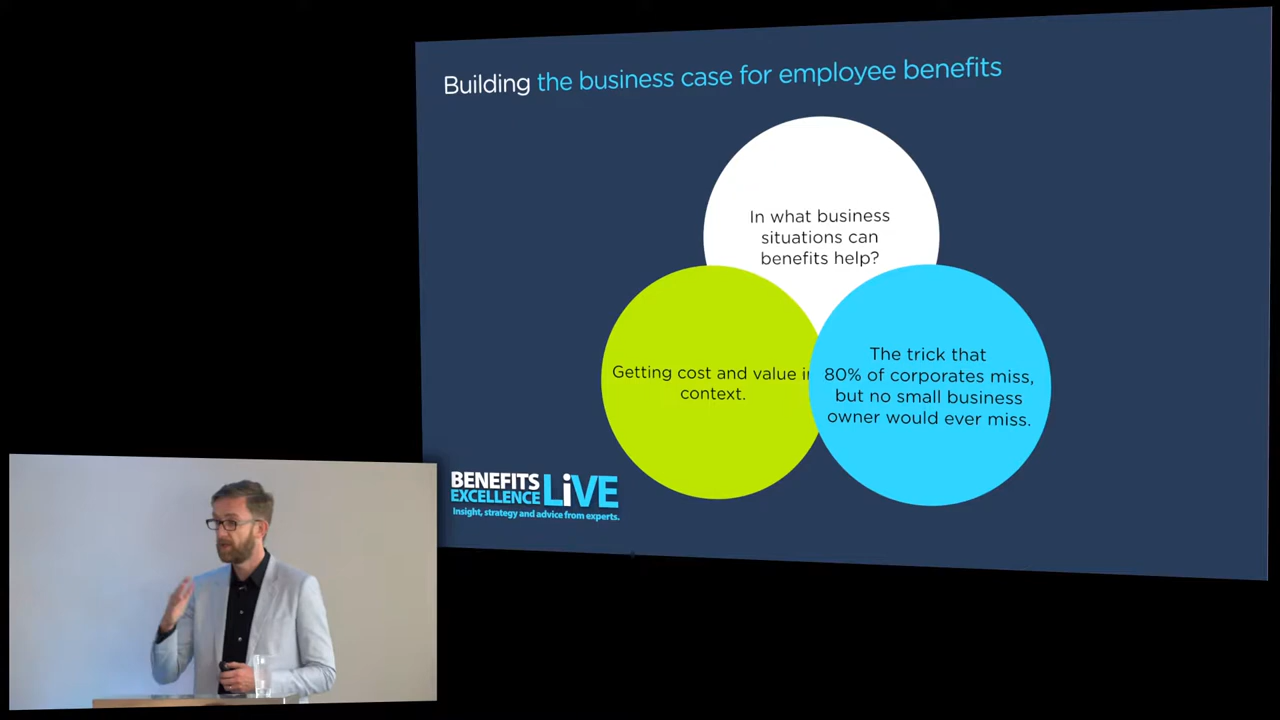 Building the business case for employee benefits
In what business
situations can
benefits help?
Getting cost and value in
context.
The trick that
80% of corporates miss,
but no small business
owner would ever miss.
BENEFITS
EXCELLENCE LiVE
Insight, strategy and advice from experts.